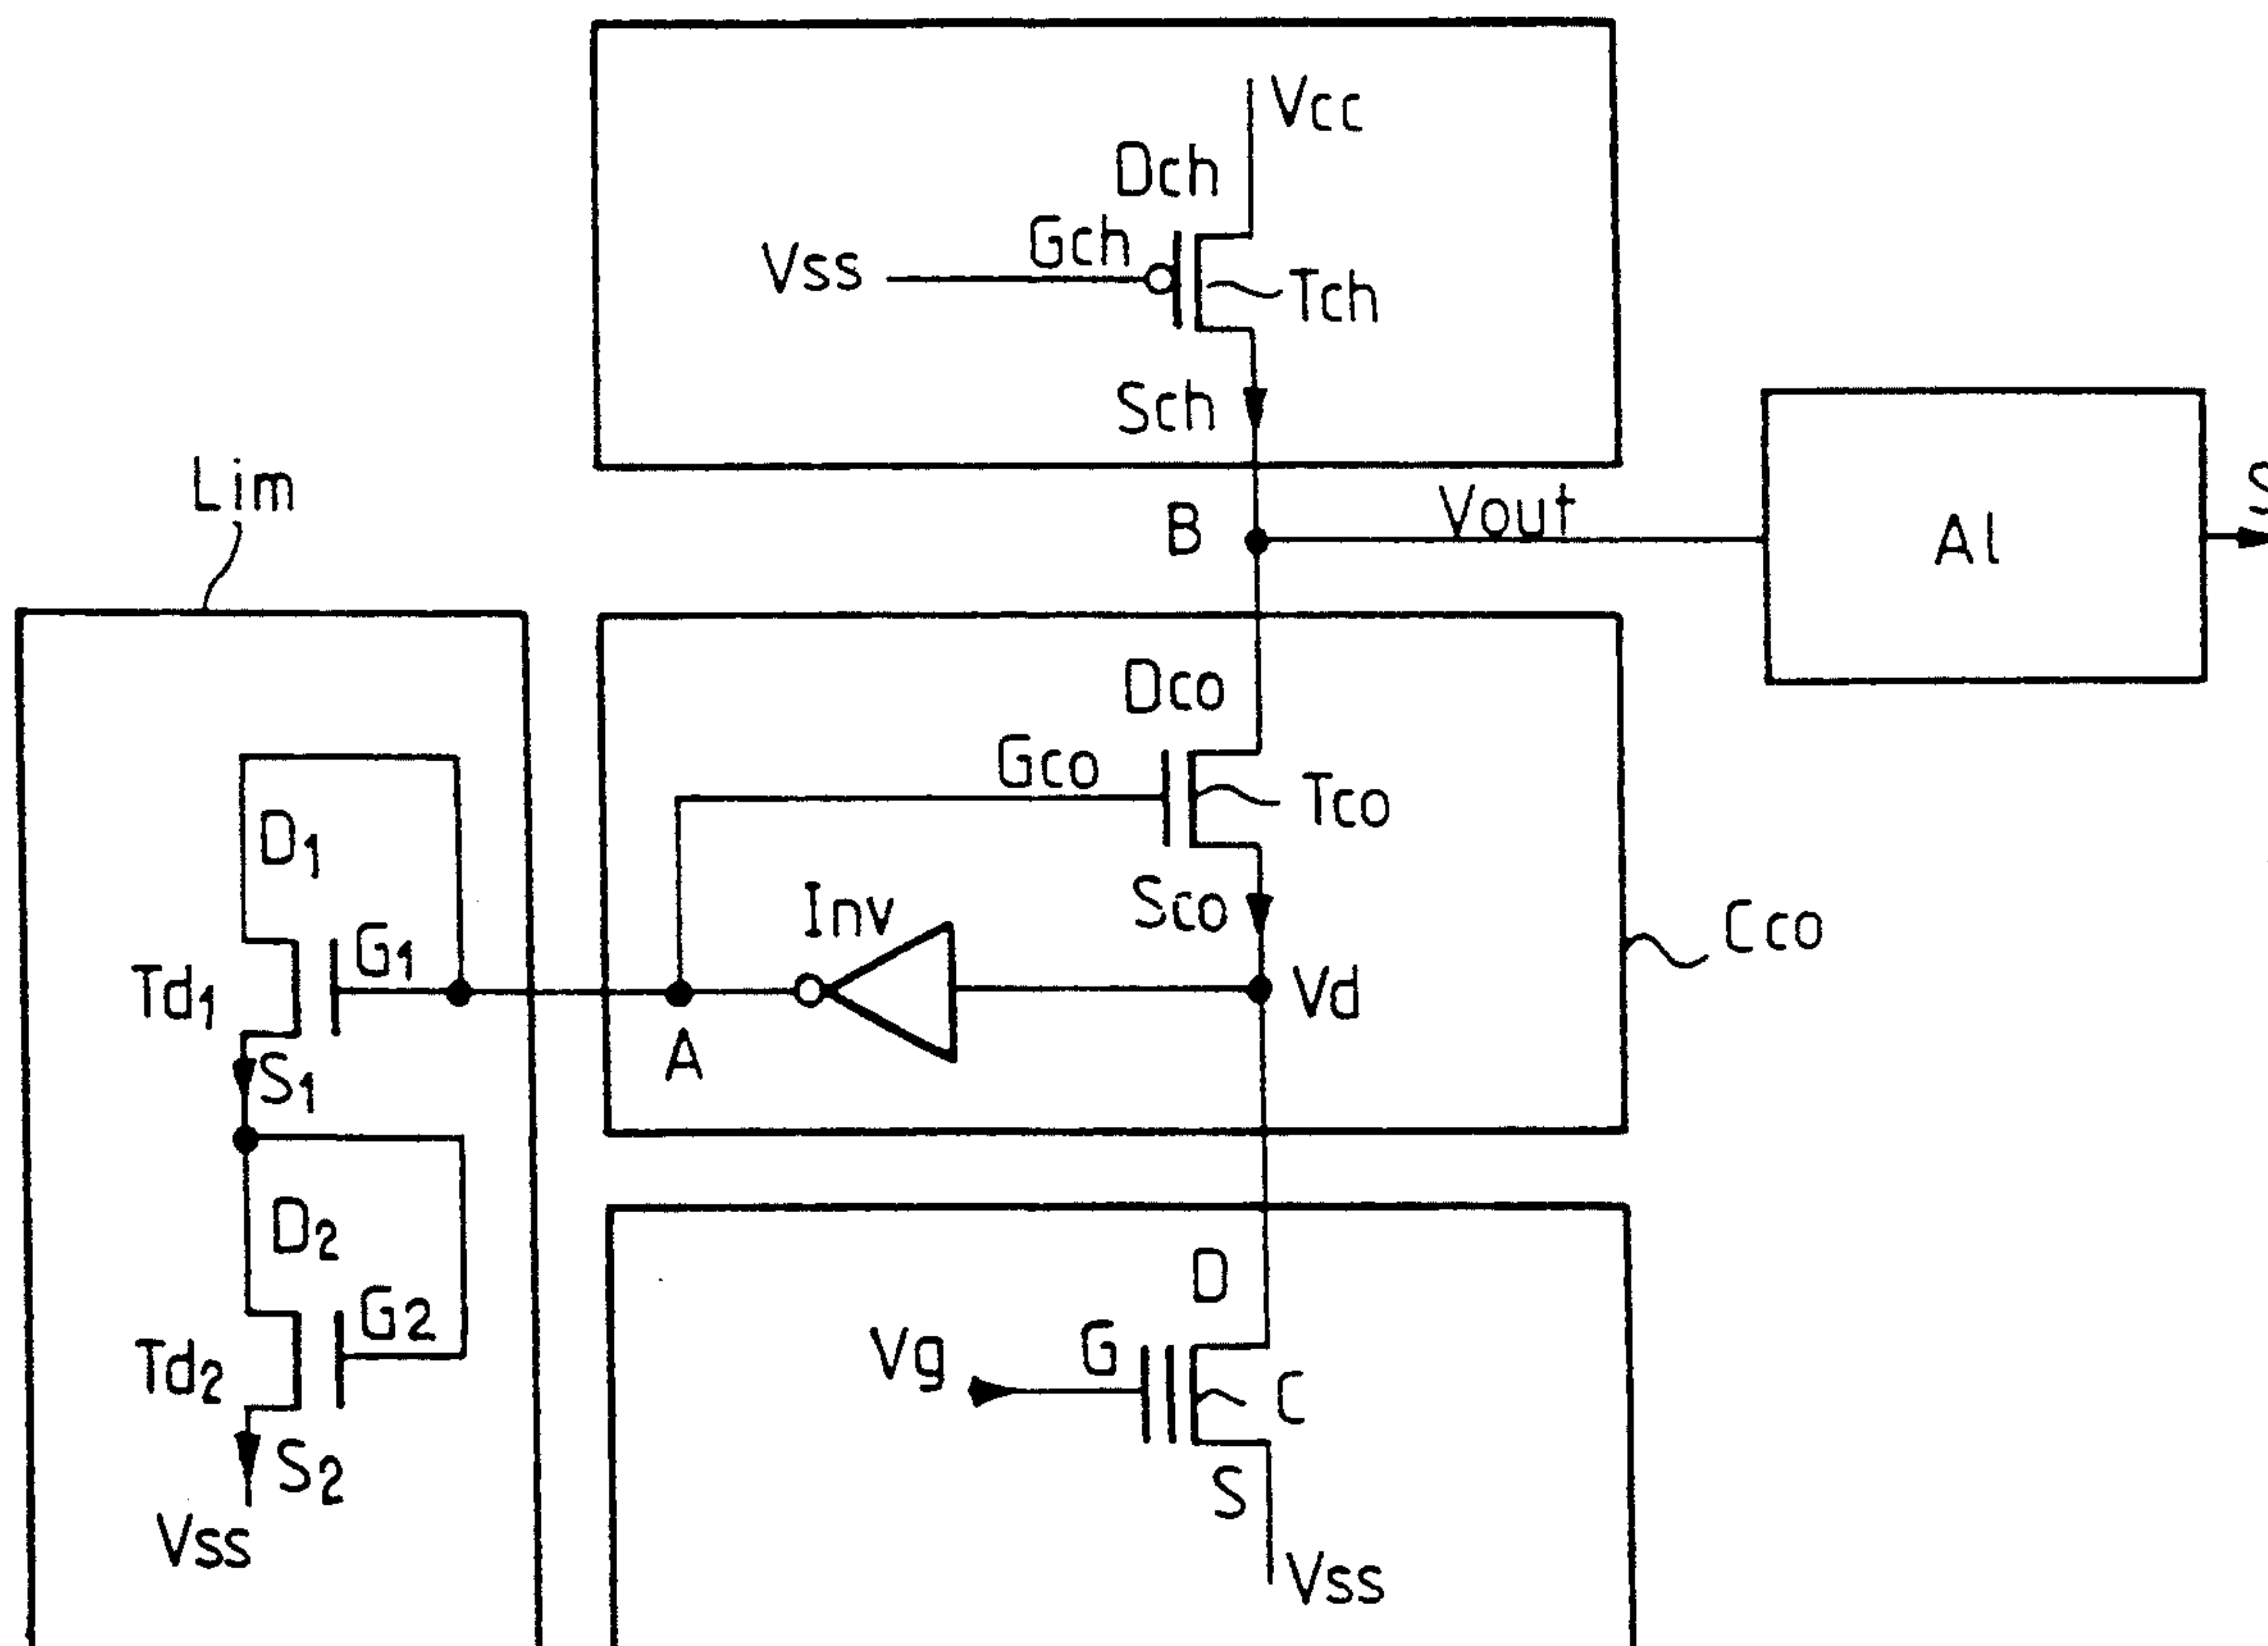 Vcc
Dch
Gch
Vss
Tch
Sch
Lim
B
Vout
Al
S
Dco
Gco
Tco
D1
Sco
Inv
Cco
G1
Td1
Vd
A
S1
D2
D
G2
Vg
G
Td2
C
S2
S
Vss
Vss